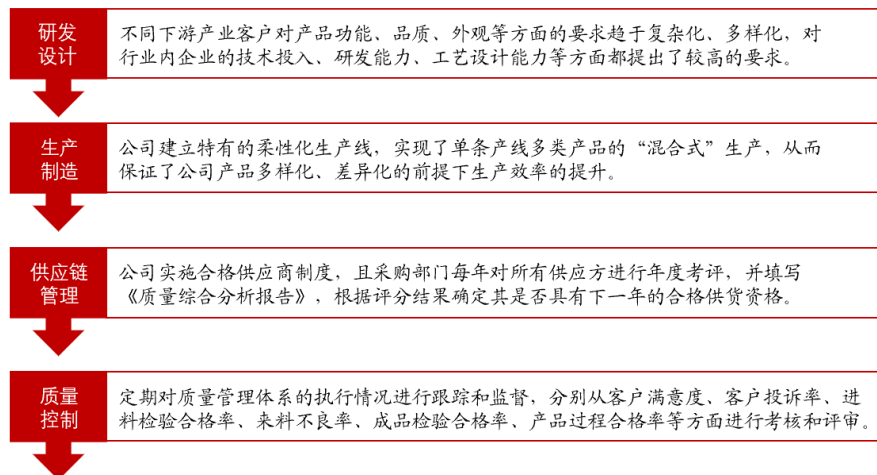 研发
设计
不同下游产业客户对产品功能、品质、外观等方面的要求趋于复杂化、多样化，对
行业内企业的技术投入、研发能力、工艺设计能力等方面都提出了较高的要求。
生产
制造
公司建立特有的柔性化生产线，实现了单条产线多类产品的“混合式”生产，从而
保证了公司产品多样化、差异化的前提下生产效率的提升。
供应链
管理
公司实施合格供应商制度，且采购部门每年对所有供应方进行年度考评，并填写
《质量综合分析报告》，根据评分结果确定其是否具有下一年的合格供货资格。
质量
控制
定期对质量管理体系的执行情况进行跟踪和监督，分别从客户满意度、客户投诉率、进
料检验合格率、来料不良率、成品检验合格率、产品过程合格率等方面进行考核和评审。